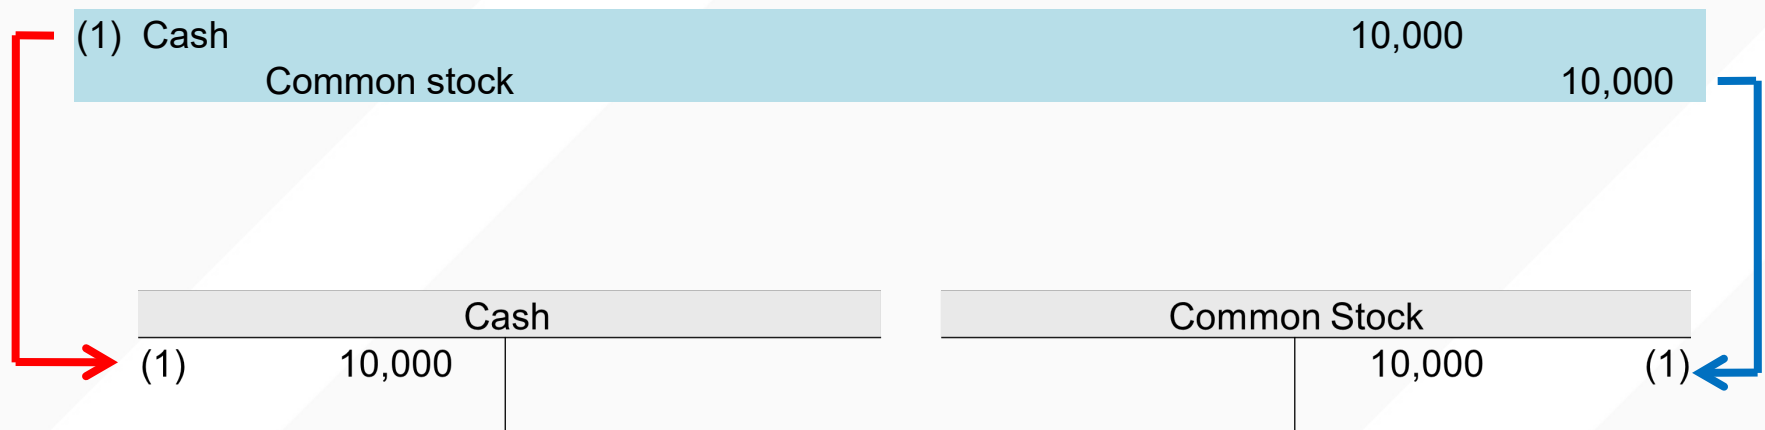 (1) Cash 10,000
Common stock 10,000
Cash Common Stock
(1) 10,000 10,000 (1)